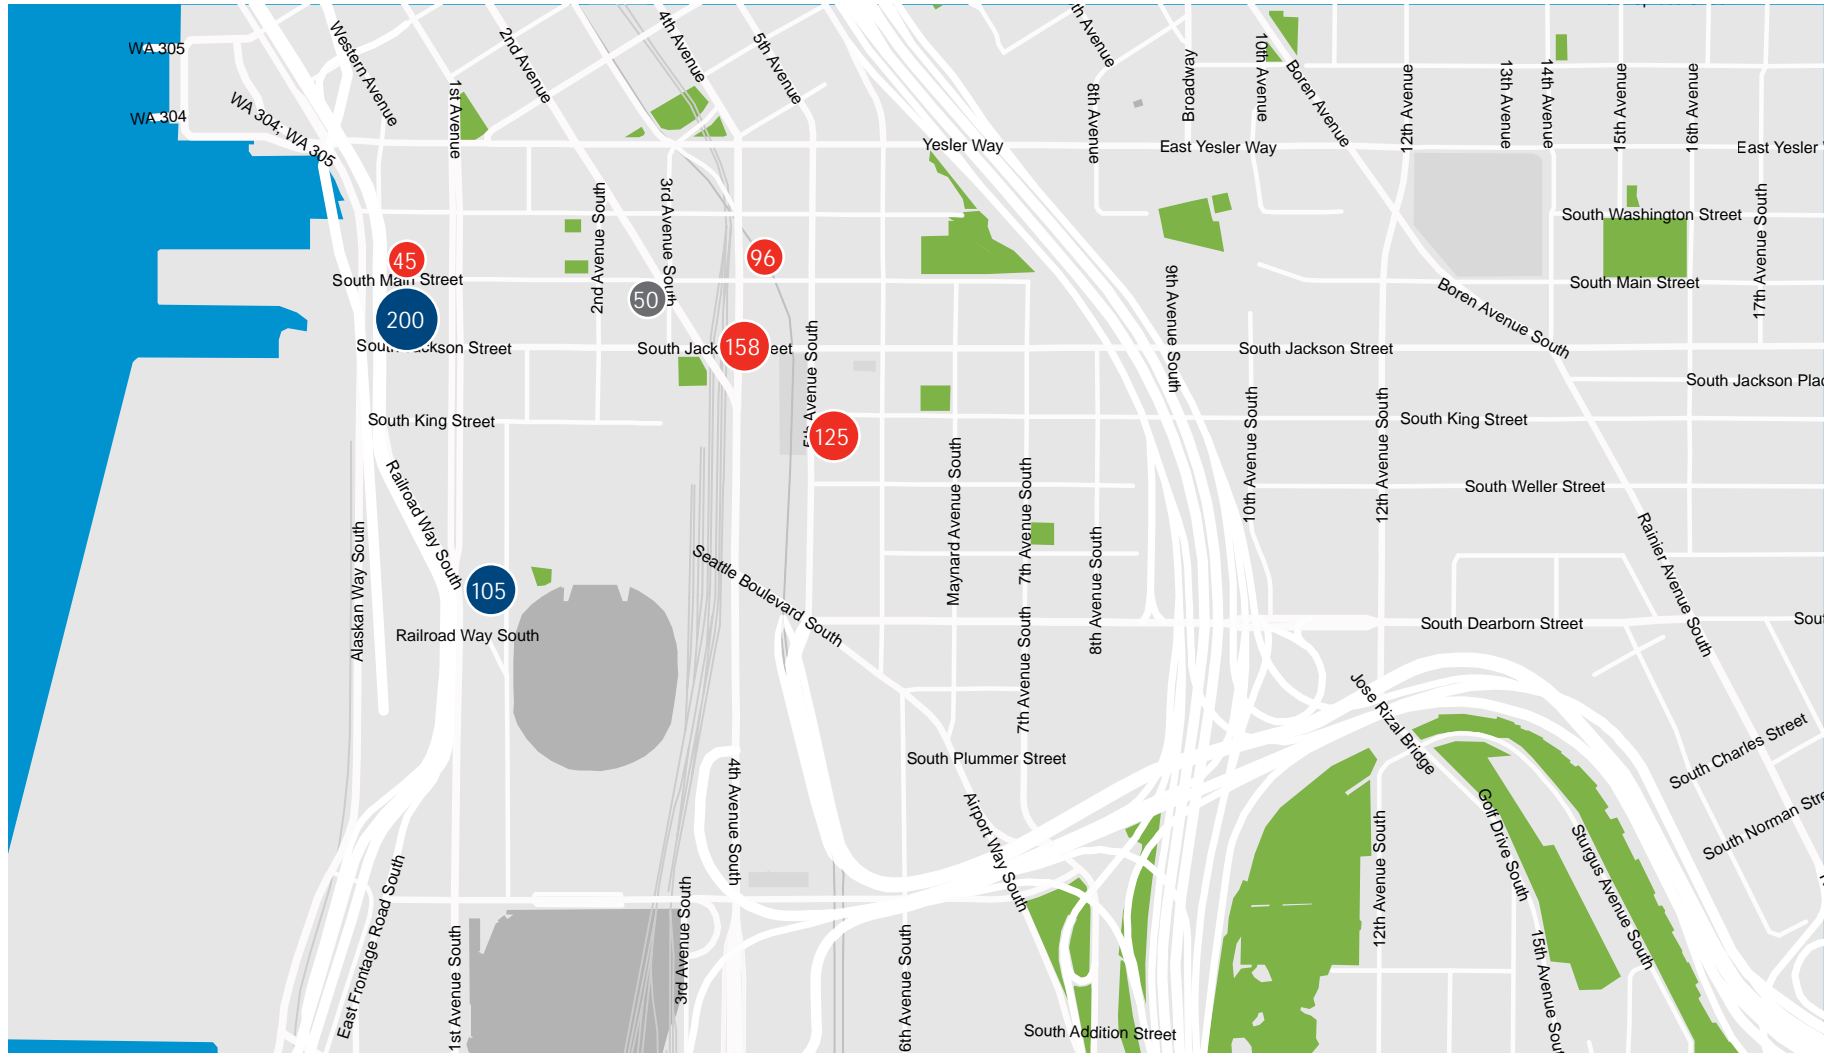 WA 305
Western Avenue
2nd Avenue
4th Avenue
5th Avenue
Broadway
10th Avenue
Boren Avenue
WA 304
WA 304; WA 305
1st Avenue
8th Avenue
12th Avenue
13th Avenue
14th Avenue
15th Avenue
16th Avenue
Yesler Way
East Yesler Way
East Yesler
2nd Avenue South
3rd Avenue South
South Washington Street
17th Avenue South
45
96
South Main Street
South Main Street
50
9th Avenue South
Boren Avenue South
200
158
South Jackson Street
South Jackson Street
South Jackson Street
5th Avenue South
South Jackson Plac
South King Street
South King Street
125
10th Avenue South
12th Avenue South
Railroad Way South
Maynard Avenue South
7th Avenue South
South Weller Street
Alaskan Way South
Seattle Boulevard South
8th Avenue South
Rainier Avenue South
105
Railroad Way South
7th Avenue South
South Dearborn Street
Sout
Jose Rizal Bridge
South Plummer Street
South Charles Street
4th Avenue South
Airport Way South
Golf Drive South
Sturgus Avenue South
South Norman Stre
12th Avenue South
East Frontage Road South
3rd Avenue South
1st Avenue South
6th Avenue South
15th Avenue Sout
South Addition Street